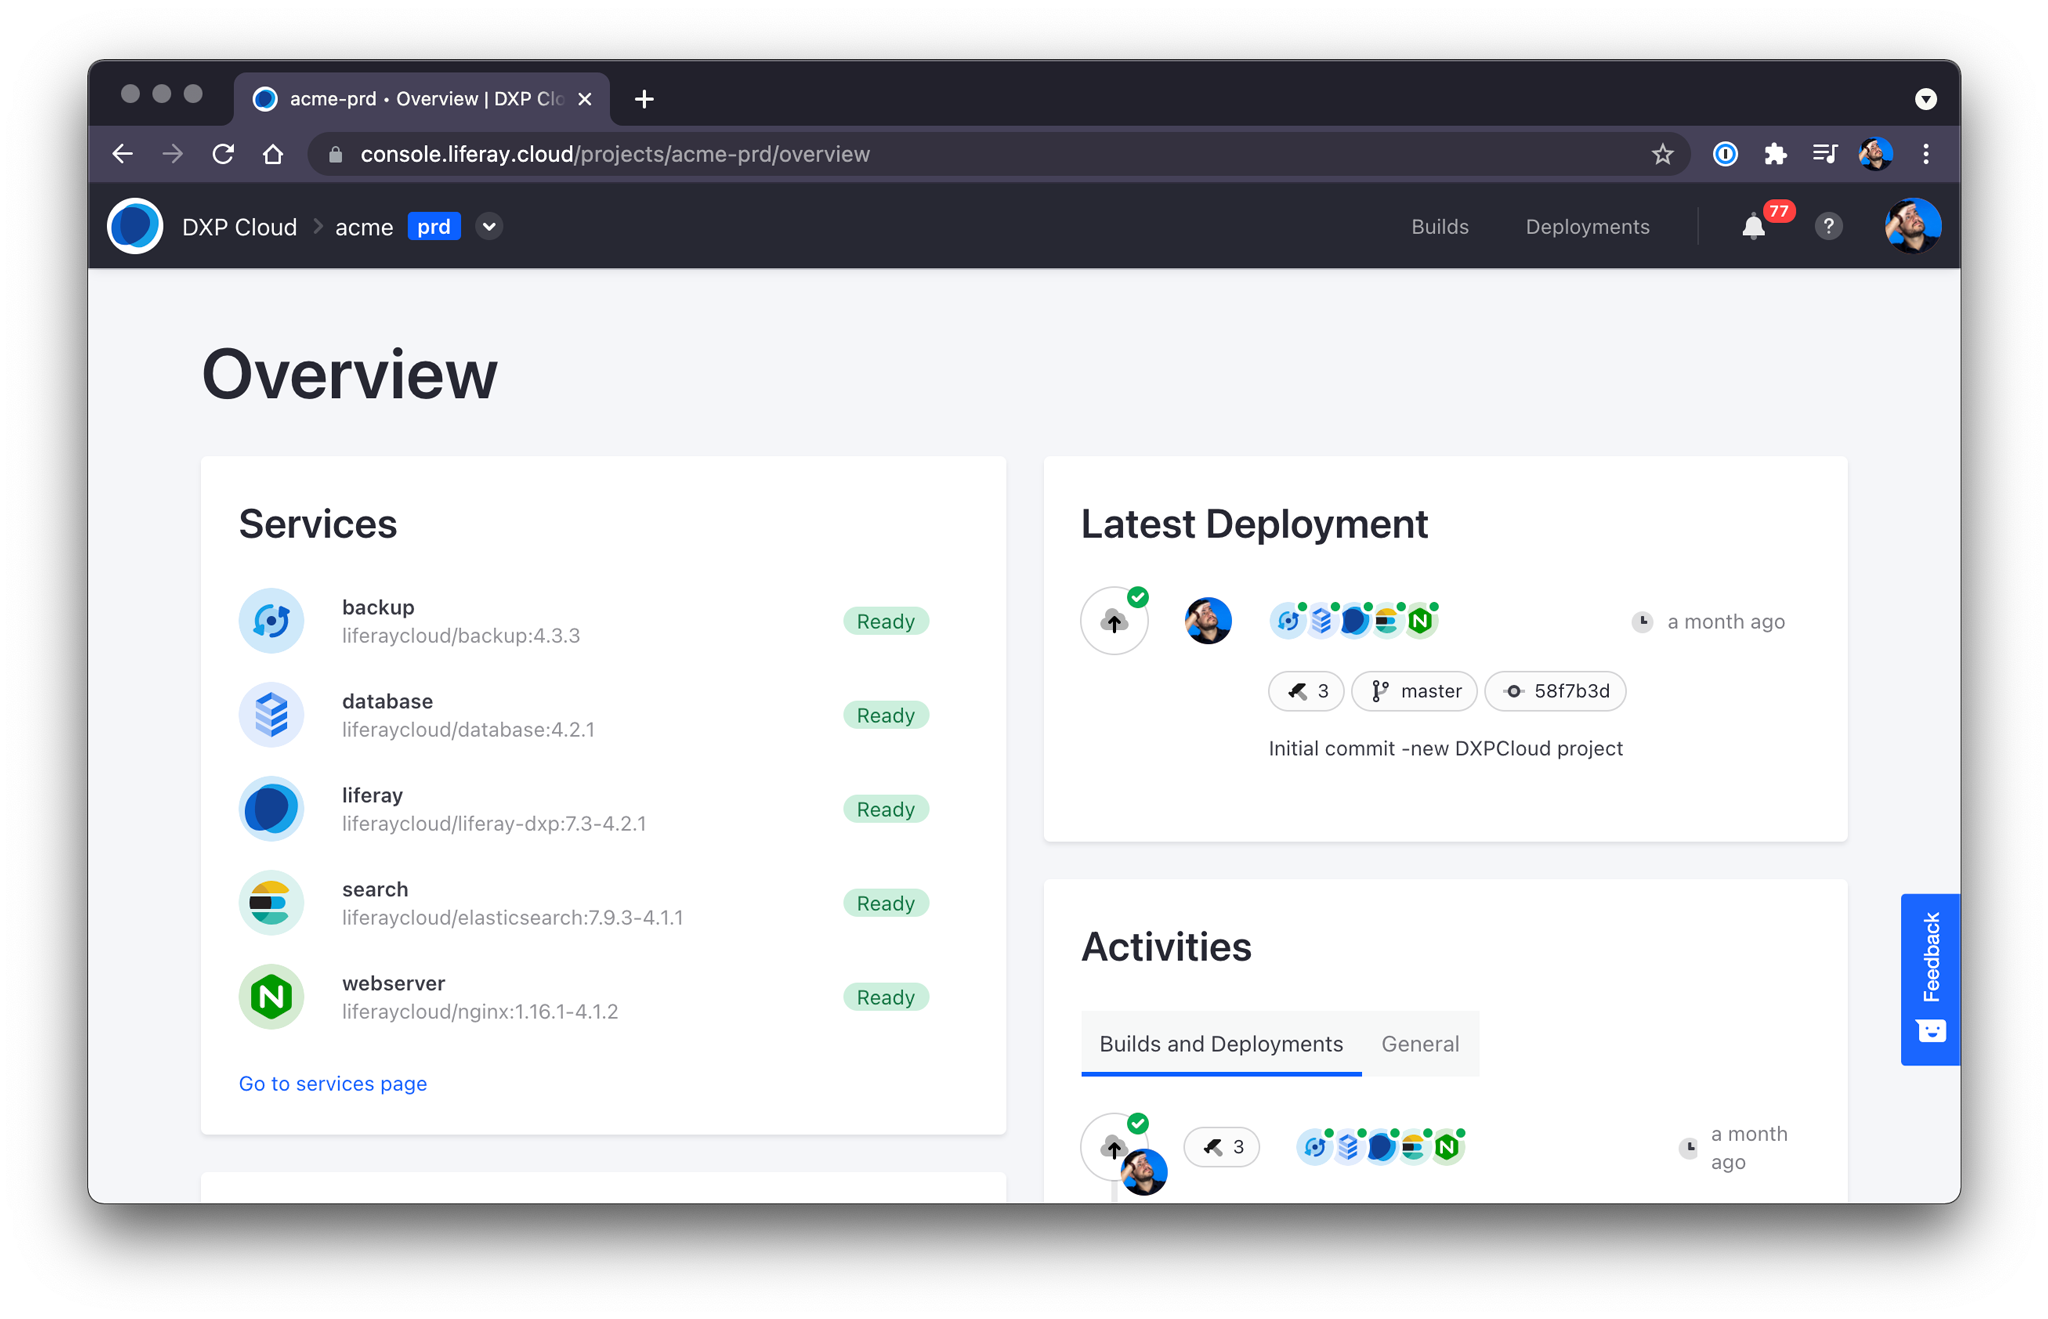 acme-prd • Overview | DXP Clo
console.liferay.cloud/projects/acme-prd/overview
DXP Cloud
acme
prd
Builds
Deployments
77
?
Overview
Services
backup
liferaycloud/backup:4.3.3
Ready
database
liferaycloud/database:4.2.1
Ready
liferay
liferaycloud/liferay-dxp:7.3-4.2.1
Ready
search
liferaycloud/elasticsearch:7.9.3-4.1.1
Ready
webserver
liferaycloud/nginx:1.16.1-4.1.2
Ready
Go to services page
Latest Deployment
a month ago
3
master
58f7b3d
Initial commit -new DXPCloud project
Activities
Builds and Deployments
General
3
a month
ago
Feedback